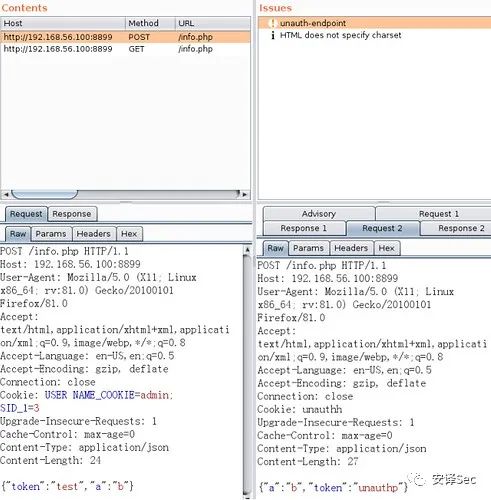 Contents
Host Method URL
http://192.168.56.100:8899 POST /info.php
http://192.168.56.100:8899 GET /info.php
Issues
unauth-endpoint
HTML does not specify charset
Request Response
Raw Params Headers Hex
POST /info.php HTTP/1.1
Host: 192.168.56.100:8899
User-Agent: Mozilla/5.0 (X11; Linux
x86_64; rv:81.0) Gecko/20100101
Firefox/81.0
Accept:
text/html,application/xhtml+xml,applicati
on/xml;q=0.9,image/webp,*/*;q=0.8
Accept-Language: en-US,en;q=0.5
Accept-Encoding: gzip, deflate
Connection: close
Cookie: USER NAME_COOKIE=admin;
SID_1=3
Upgrade-Insecure-Requests: 1
Cache-Control: max-age=0
Content-Type: application/json
Content-Length: 24
{"token":"test","a":"b"}
Advisory Request 1
Response 1 Request 2 Response 2
Raw Params Headers Hex
POST /info.php HTTP/1.1
Host: 192.168.56.100:8899
User-Agent: Mozilla/5.0 (X11; Linux
x86_64; rv:81.0) Gecko/20100101
Firefox/81.0
Accept:
text/html,application/xhtml+xml,applicati
on/xml;q=0.9,image/webp,*/*;q=0.8
Accept-Language: en-US,en;q=0.5
Accept-Encoding: gzip, deflate
Connection: close
Cookie: unauthh
Upgrade-Insecure-Requests: 1
Cache-Control: max-age=0
Content-Type: application/json
Content-Length: 27
{"a":"b","token":"unauthp"}
安译Sec